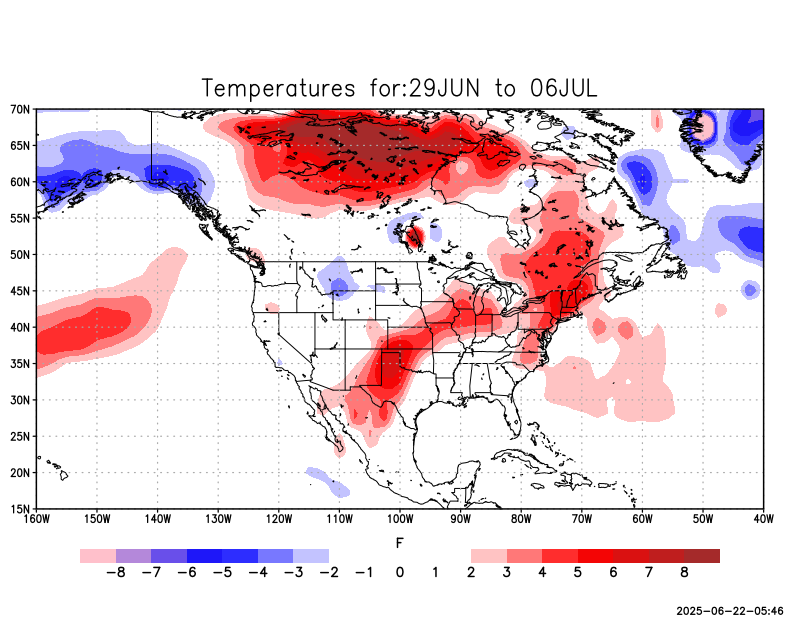 Temperatures for:29JUN to 06JUL
70N
65N
60N
55N
50N
45N
40N
35N
30N
25N
20N
15N
160W 150W 140W 130W 120W 110W 100W 90W 80W 70W 60W 50W 40W
F
−8 −7 −6 −5 −4 −3 −2 −1 0 1 2 3 4 5 6 7 8
2025-06-22-05:46